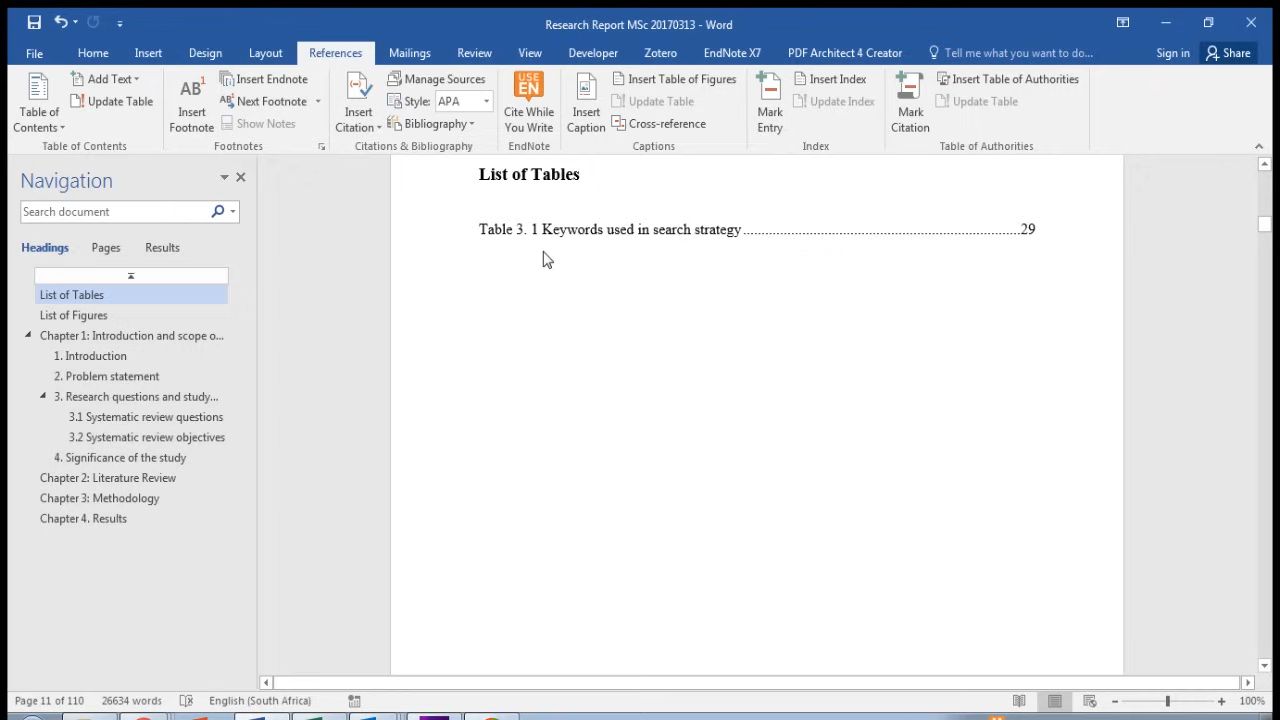 Research Report MSc 20170313 - Word
File Home Insert Design Layout References Mailings Review View Developer Zotero EndNote X7 PDF Architect 4 Creator Tell me what you want to do... Sign in Share
Table of Contents
Add Text
Update Table
Table of Contents
AB1
Insert Footnote
Insert Endnote
Next Footnote
Show Notes
Footnotes
Insert Citation
Manage Sources
Style: APA
Bibliography
Citations & Bibliography
USE EN
Cite While You Write
EndNote
Insert Caption
Insert Table of Figures
Update Table
Cross-reference
Captions
Mark Entry
Insert Index
Update Index
Index
Mark Citation
Insert Table of Authorities
Update Table
Table of Authorities
Navigation
Search document
Headings Pages Results
List of Tables
List of Figures
Chapter 1: Introduction and scope o...
1. Introduction
2. Problem statement
3. Research questions and study...
3.1 Systematic review questions
3.2 Systematic review objectives
4. Significance of the study
Chapter 2: Literature Review
Chapter 3: Methodology
Chapter 4. Results
List of Tables
Table 3. 1 Keywords used in search strategy ................................................................29
Page 11 of 110 26634 words English (South Africa) 100%